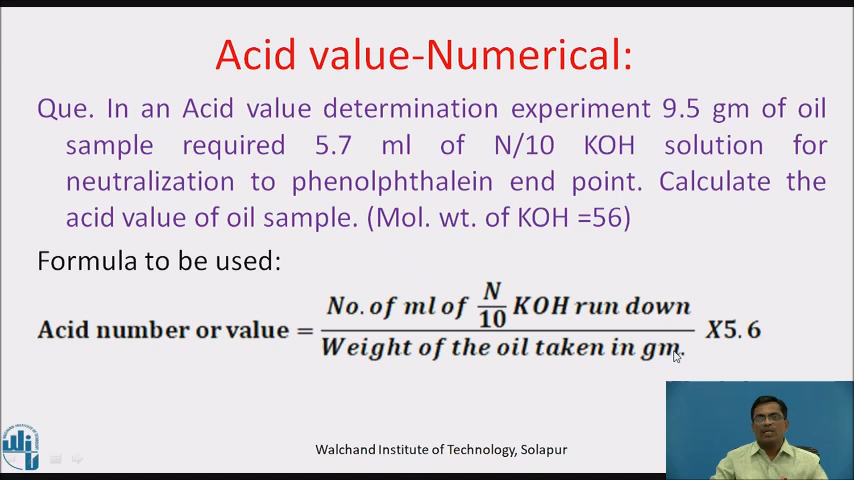 Acid value-Numerical:
Que. In an Acid value determination experiment 9.5 gm of oil
sample required 5.7 ml of N/10 KOH solution for
neutralization to phenolphthalein end point. Calculate the
acid value of oil sample. (Mol. wt. of KOH =56)
Formula to be used:
Acid number or value = No. of ml of N/10 KOH run down / Weight of the oil taken in gm. X5.6
Walchand Institute of Technology, Solapur